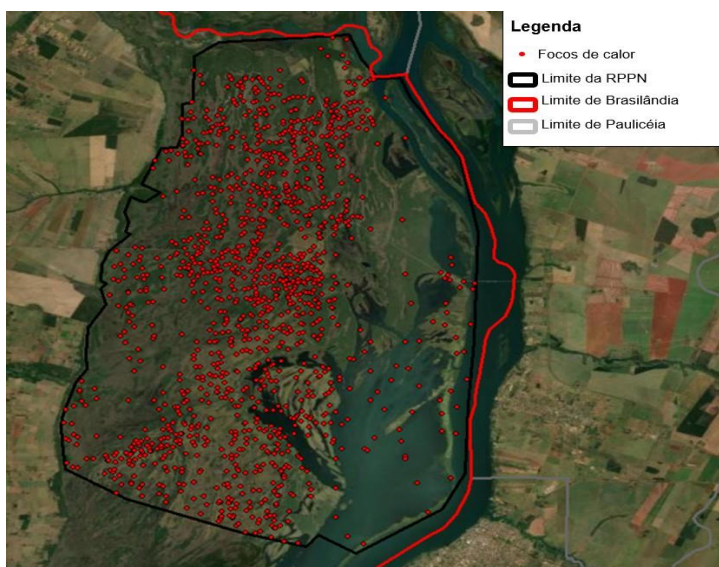 Legenda
Focos de calor
Limite da RPPN
Limite de Brasilândia
Limite de Paulicéia